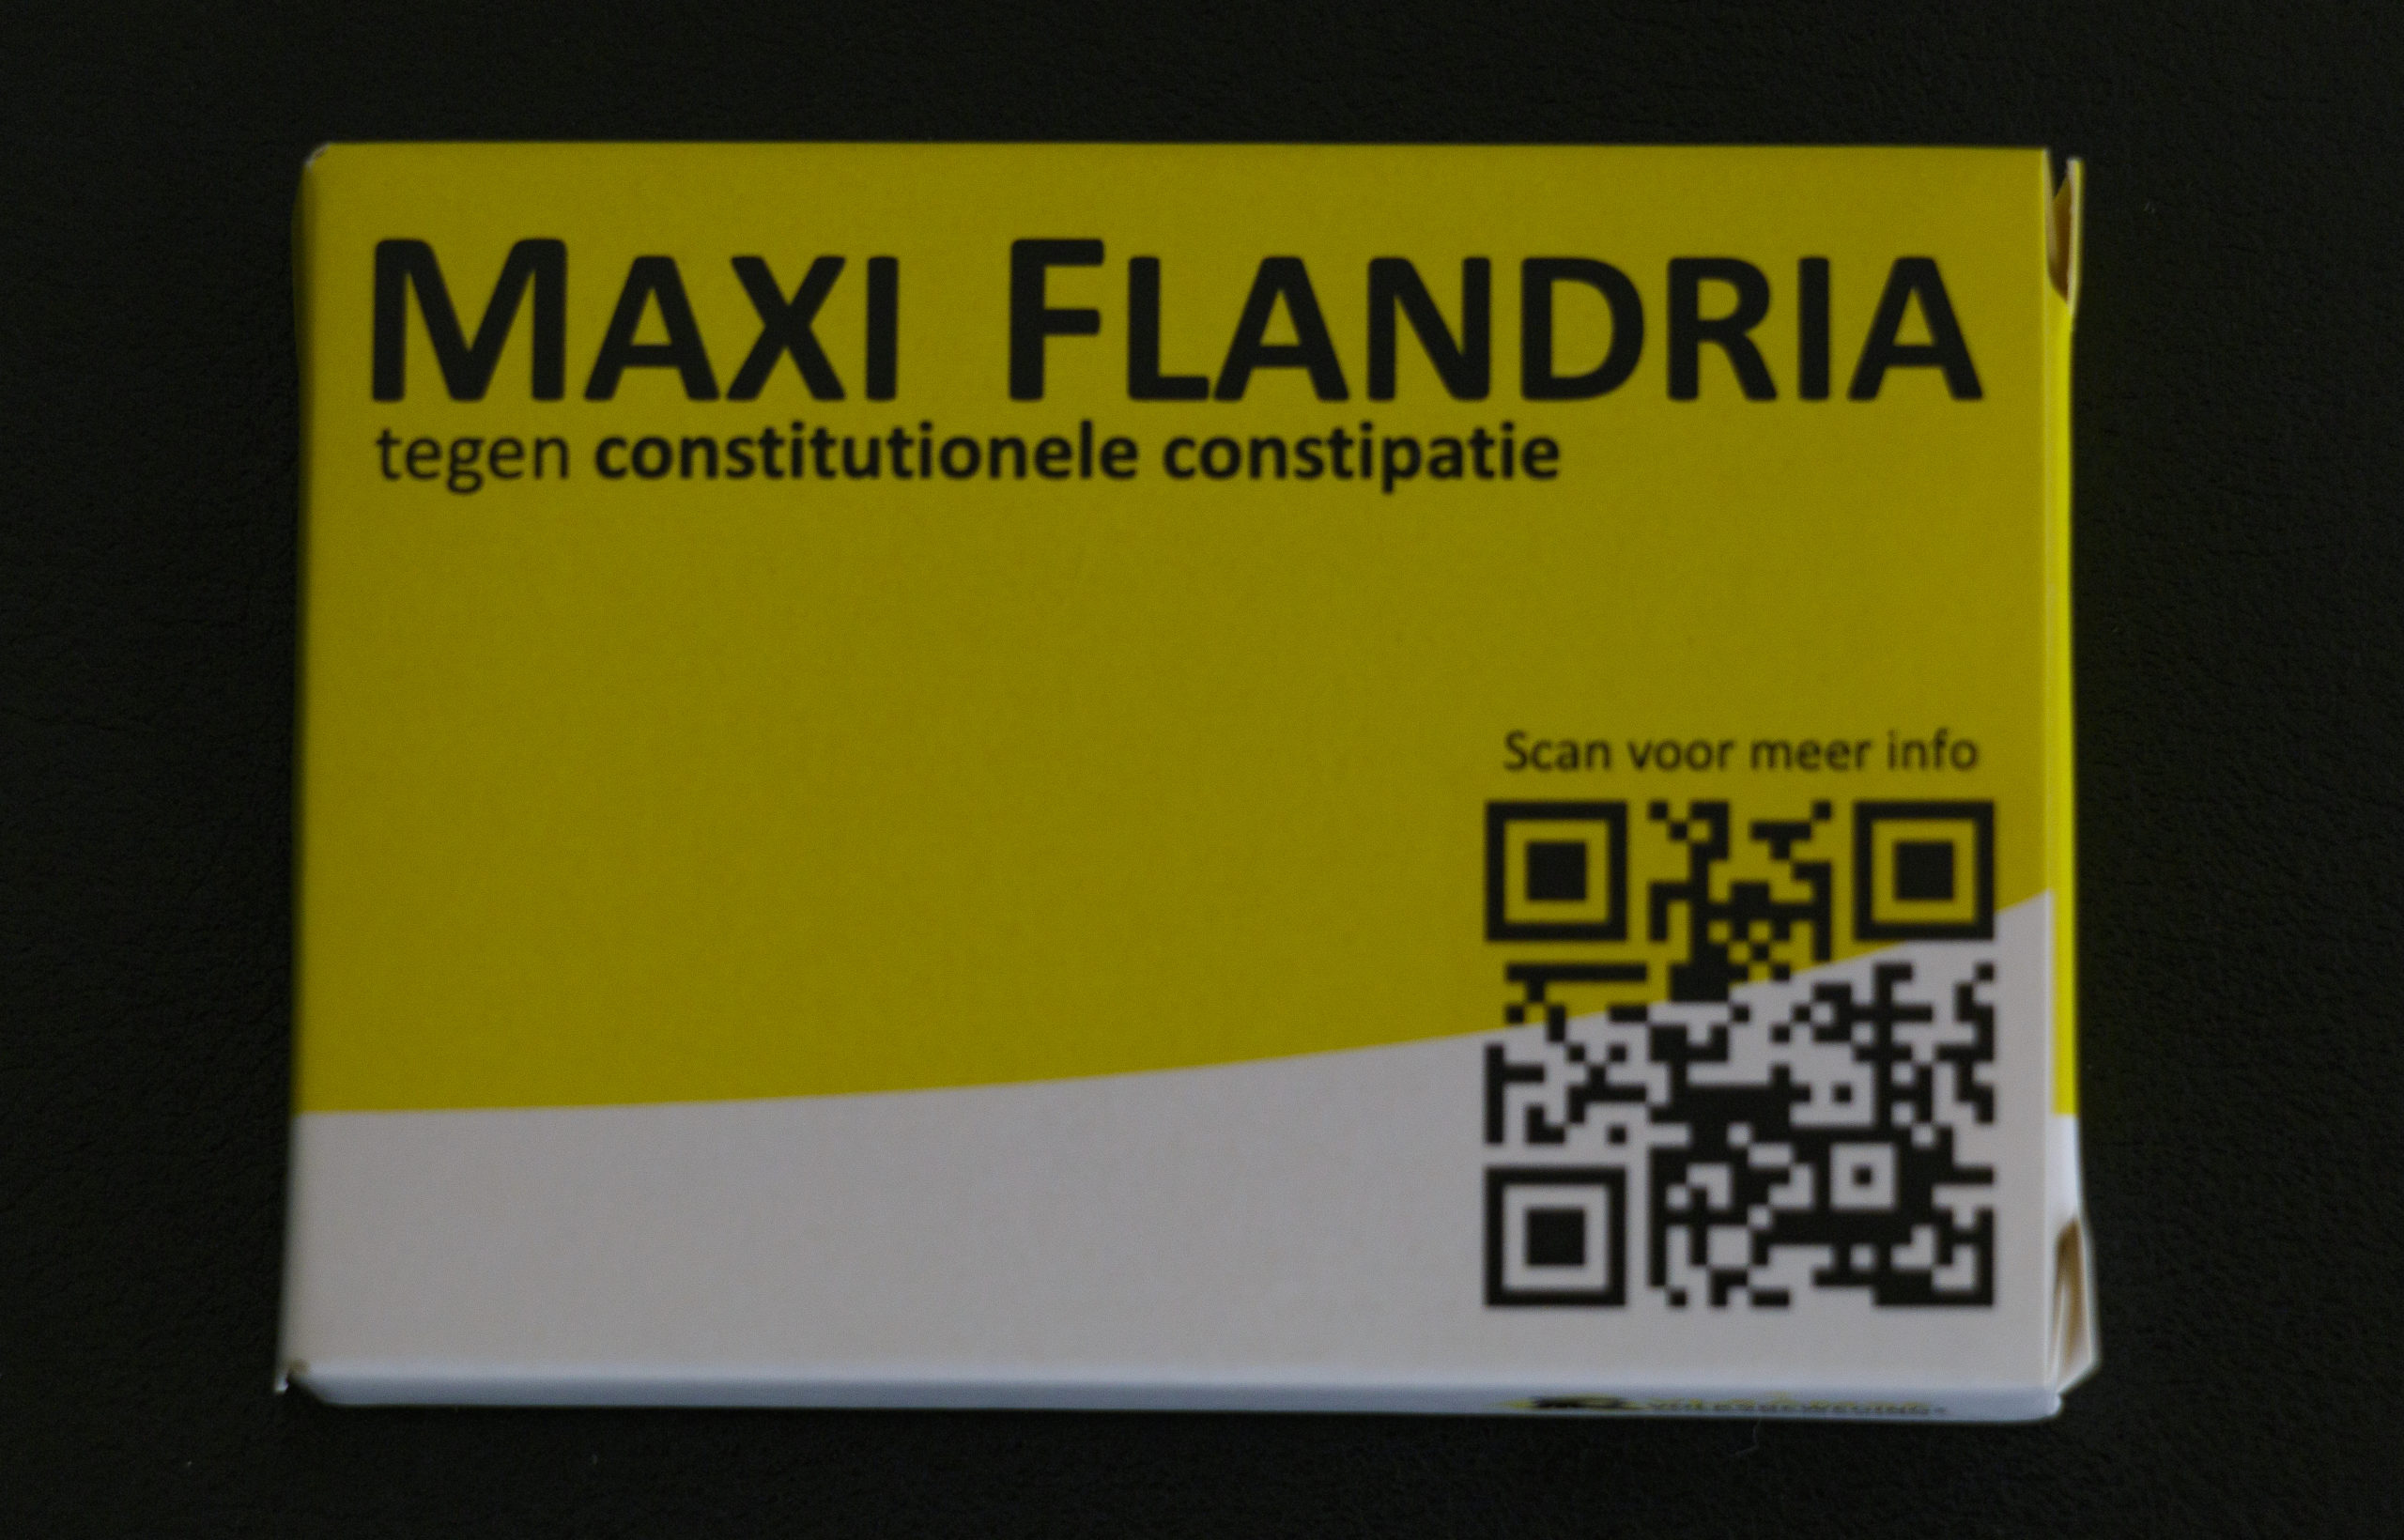 MAXI FLANDRIA
tegen constitutionele constipatie
Scan voor meer info